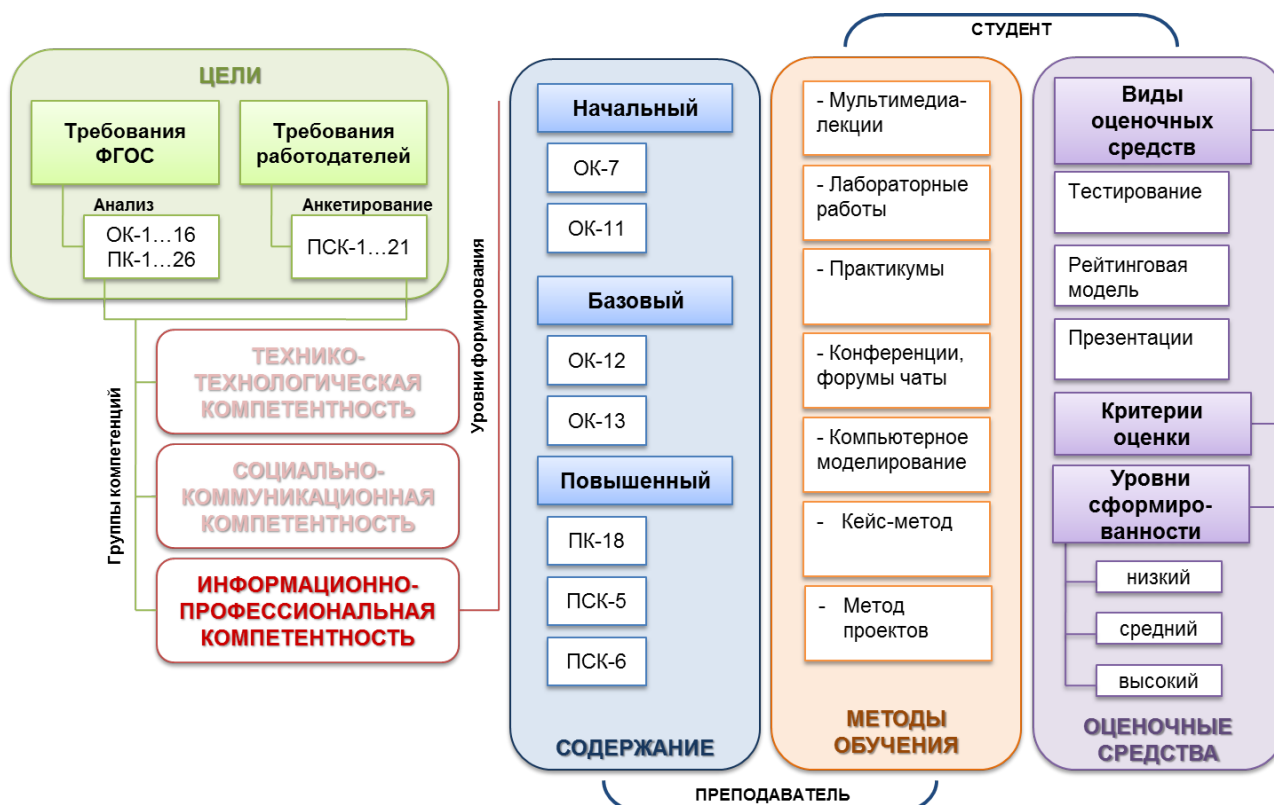 СТУДЕНТ
ЦЕЛИ
Требования
ФГОС
Требования
работодателей
Анализ
ОК-1...16
ПК-1...26
Анкетирование
ПСК-1...21
Группы компетенций
ТЕХНИКО-
ТЕХНОЛОГИЧЕСКАЯ
КОМПЕТЕНТНОСТЬ
СОЦИАЛЬНО-
КОММУНИКАЦИОННАЯ
КОМПЕТЕНТНОСТЬ
ИНФОРМАЦИОННО-
ПРОФЕССИОНАЛЬНАЯ
КОМПЕТЕНТНОСТЬ
Уровни формирования
Начальный
ОК-7
ОК-11
Базовый
ОК-12
ОК-13
Повышенный
ПК-18
ПСК-5
ПСК-6
СОДЕРЖАНИЕ
- Мультимедиа-
лекции
- Лабораторные
работы
- Практикумы
- Конференции,
форумы чаты
- Компьютерное
моделирование
- Кейс-метод
- Метод
проектов
МЕТОДЫ
ОБУЧЕНИЯ
Виды
оценочных
средств
Тестирование
Рейтинговая
модель
Презентации
Критерии
оценки
Уровни
сформиро-
ванности
низкий
средний
высокий
ОЦЕНОЧНЫЕ
СРЕДСТВА
ПРЕПОДАВАТЕЛЬ